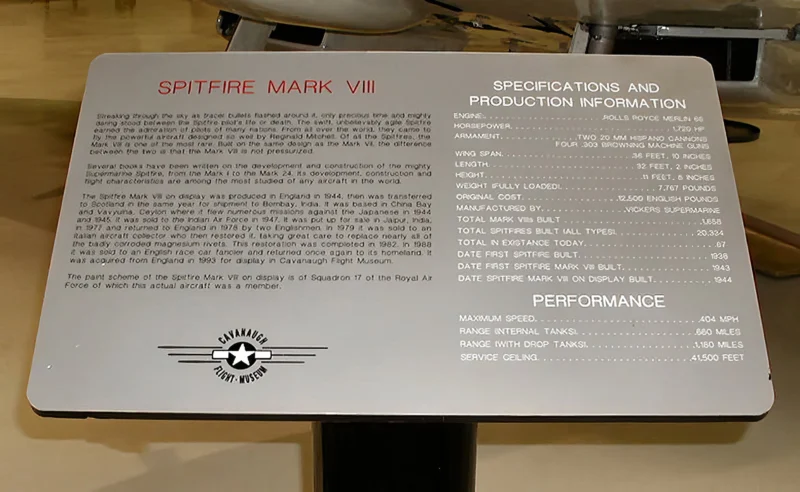 SPITFIRE MARK VIII
Streaking through the sky as tracer bullets flashed around it, only precious time and mighty
daring stood between the Spitfire pilot's life or death. The swift, unbelievably agile Spitfire
earned the admiration of pilots of many nations. From all over the world, they came to
fly the powerful aircraft designed so well by Reginald Mitchell. Of all the Spitfires, the
Mark VIII is one of the most rare. Built on the same design as the Mark VII, the difference
between the two is that the Mark VIII is not pressurized.
Several books have been written on the development and construction of the mighty
Supermarine Spitfire, from the Mark I to the Mark 24. Its development, construction and
flight characteristics are among the most studied of any aircraft in the world.
The Spitfire Mark VIII on display was produced in England in 1944, then was transferred
to Scotland in the same year for shipment to Bombay, India. It was based in China Bay
and Vavyuna, Ceylon where it flew numerous missions against the Japanese in 1944
and 1945. It was sold to the Indian Air Force in 1947. It was put up for sale in Jaipur, India,
in 1977 and returned to England in 1978 by two Englishmen. In 1979 it was sold to an
Italian aircraft collector who then restored it, taking great care to replace nearly all of
the badly corroded magnesium rivets. This restoration was completed in 1982. In 1988
it was sold to an English race car fancier and returned once again to its homeland. It
was acquired from England in 1993 for display in Cavanaugh Flight Museum.
The paint scheme of the Spitfire Mark VIII on display is of Squadron 17 of the Royal Air
Force of which this actual aircraft was a member.
CAVANAUGH
FLIGHT • MUSEUM
SPECIFICATIONS AND
PRODUCTION INFORMATION
ENGINE: ROLLS ROYCE MERLIN 66
HORSEPOWER 1,720 HP
ARMAMENT TWO 20 MM HISPANO CANNONS
FOUR .303 BROWNING MACHINE GUNS
WING SPAN 36 FEET, 10 INCHES
LENGTH 32 FEET, 2 INCHES
HEIGHT 11 FEET, 8 INCHES
WEIGHT (FULLY LOADED) 7,767 POUNDS
ORIGINAL COST 12,500 ENGLISH POUNDS
MANUFACTURED BY VICKERS SUPERMARINE
TOTAL MARK VIIIs BUILT 1,658
TOTAL SPITFIRES BUILT (ALL TYPES) 20,334
TOTAL IN EXISTANCE TODAY 67
DATE FIRST SPITFIRE BUILT 1936
DATE FIRST SPITFIRE MARK VIII BUILT 1943
DATE SPITFIRE MARK VIII ON DISPLAY BUILT 1944
PERFORMANCE
MAXIMUM SPEED 404 MPH
RANGE (INTERNAL TANKS) 660 MILES
RANGE (WITH DROP TANKS) 1,180 MILES
SERVICE CEILING 41,500 FEET